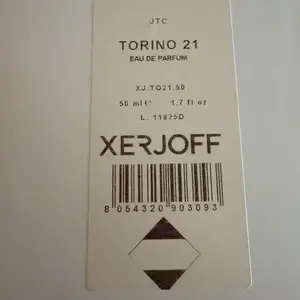 JTC
TORINO 21
EAU DE PARFUM
XJ.TO21.50
50 ml ℮ 1.7 fl oz
L. 11825D
XERJOFF
8 054320 903093